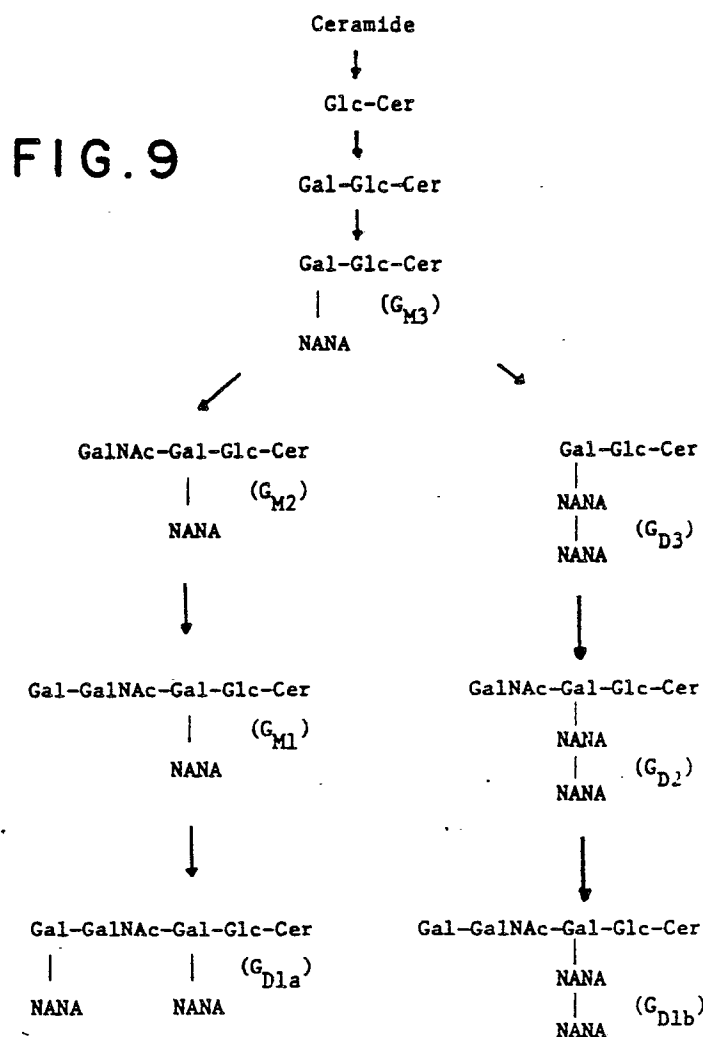 Ceramide
Glc-Cer
FIG.9
Gal-Glc-Cer
Gal-Glc-Cer
(GM3)
NANA
GalNAc-Gal-Glc-Cer
(GM2)
NANA
Gal-Glc-Cer
NANA
(GD3)
NANA
Gal-GalNAc-Gal-Glc-Cer
(GM1)
NANA
GalNAc-Gal-Glc-Cer
NANA
(GD2)
NANA
Gal-GalNAc-Gal-Glc-Cer
(GD1a)
NANA NANA
Gal-GalNAc-Gal-Glc-Cer
NANA
(GD1b)
NANA